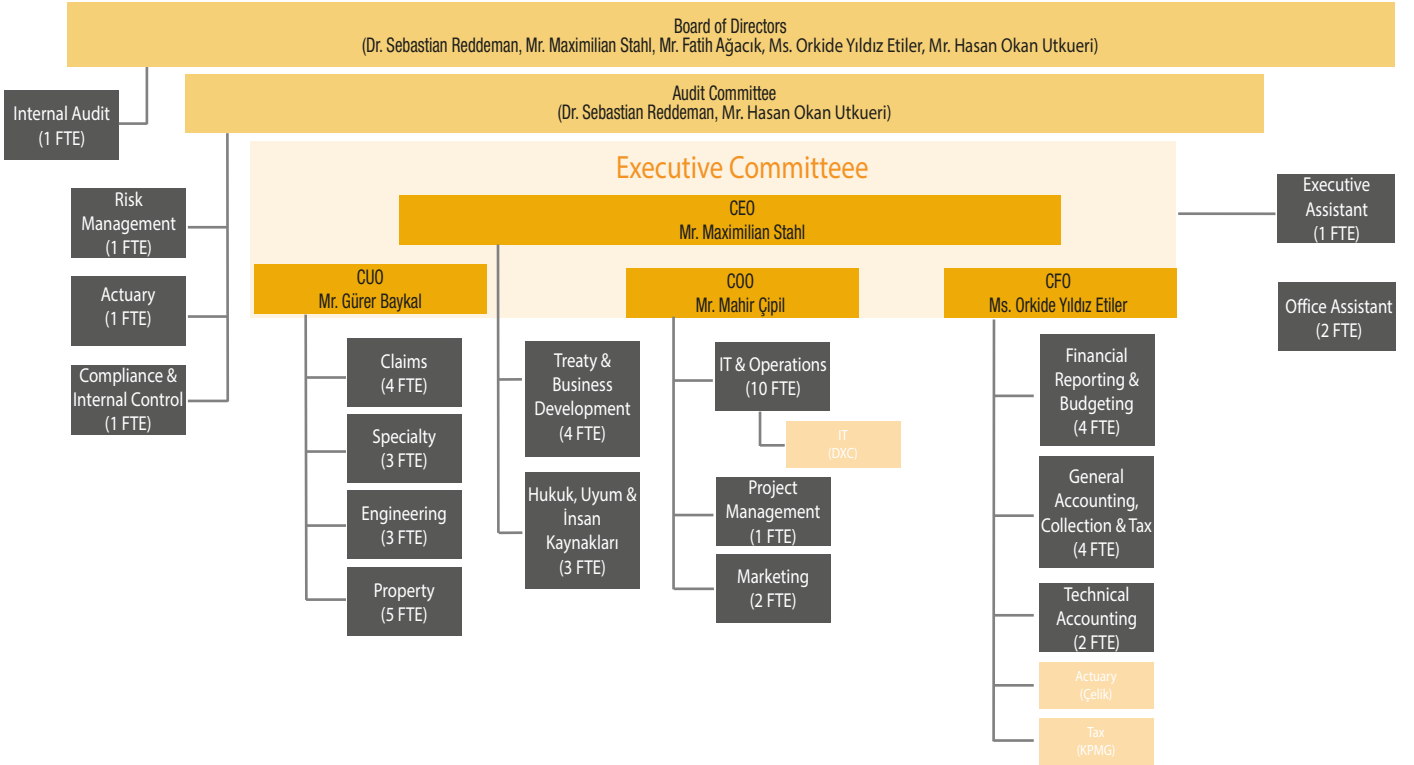 Board of Directors
(Dr. Sebastian Reddeman, Mr. Maximilian Stahl, Mr. Fatih Ağacık, Ms. Orkide Yıldız Etiler, Mr. Hasan Okan Utkueri)
Internal Audit
(1 FTE)
Audit Committee
(Dr. Sebastian Reddeman, Mr. Hasan Okan Utkueri)
Risk
Management
(1 FTE)
Actuary
(1 FTE)
Compliance &
Internal Control
(1 FTE)
Executive Committeee
CEO
Mr. Maximilian Stahl
Executive
Assistant
(1 FTE)
Office Assistant
(2 FTE)
CUO
Mr. Gürer Baykal
Claims
(4 FTE)
Specialty
(3 FTE)
Engineering
(3 FTE)
Property
(5 FTE)
Treaty &
Business
Development
(4 FTE)
Hukuk, Uyum &
İnsan
Kaynakları
(3 FTE)
COO
Mr. Mahir Çipil
IT & Operations
(10 FTE)
IT
(DXC)
Project
Management
(1 FTE)
Marketing
(2 FTE)
CFO
Ms. Orkide Yıldız Etiler
Financial
Reporting &
Budgeting
(4 FTE)
General
Accounting,
Collection & Tax
(4 FTE)
Technical
Accounting
(2 FTE)
Actuary
(Çelik)
Tax
(KPMG)